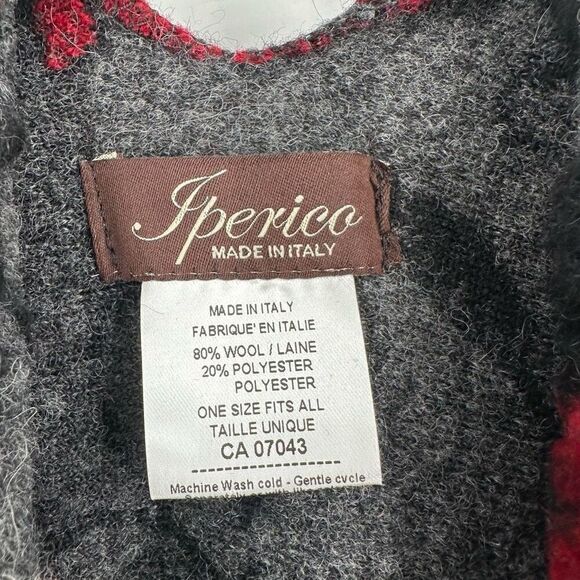 Iperico
MADE IN ITALY
MADE IN ITALY
FABRIQUE' EN ITALIE
80% WOOL / LAINE
20% POLYESTER
POLYESTER
ONE SIZE FITS ALL
TAILLE UNIQUE
CA 07043
Machine Wash cold - Gentle cycle